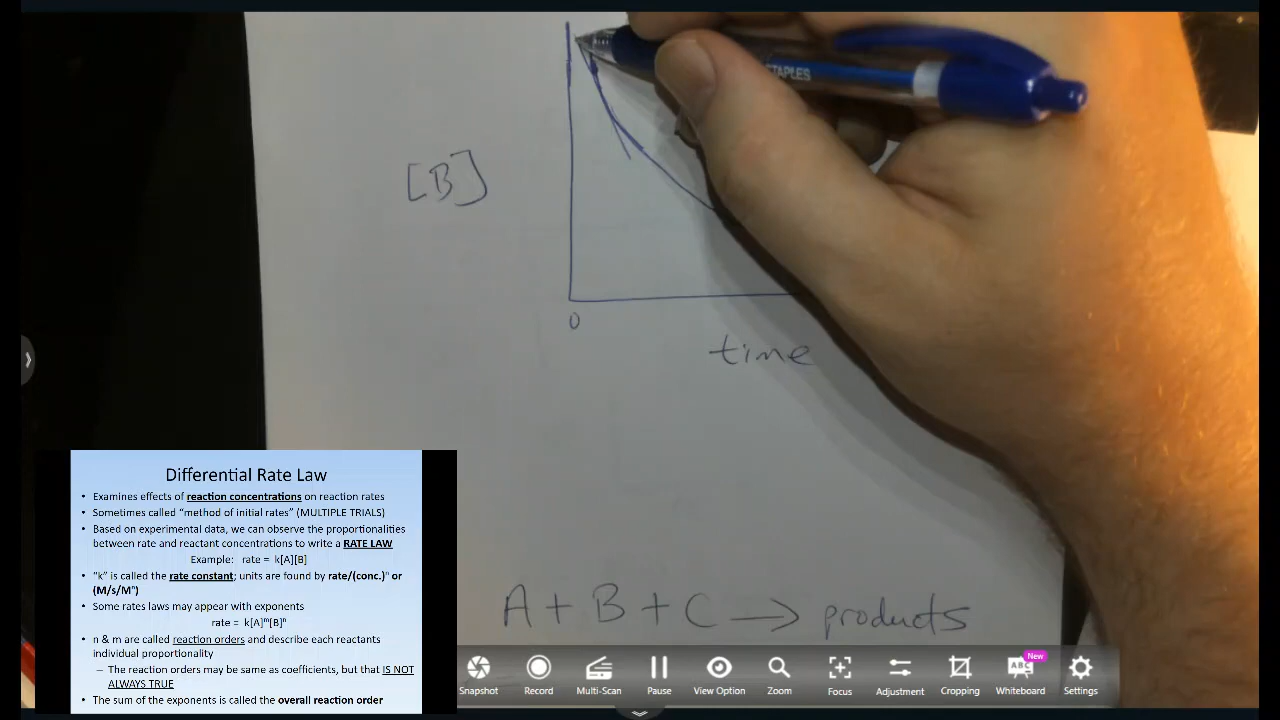 STAPLES
[B]
0
time
A + B + C → products
Differential Rate Law
• Examines effects of reaction concentrations on reaction rates
• Sometimes called “method of initial rates” (MULTIPLE TRIALS)
• Based on experimental data, we can observe the proportionalities
between rate and reactant concentrations to write a RATE LAW
Example: rate = k[A][B]
• “k” is called the rate constant; units are found by rate/(conc.)ⁿ or
(M/s/Mⁿ)
• Some rates laws may appear with exponents
rate = k[A]ᵐ[B]ⁿ
• n & m are called reaction orders and describe each reactants
individual proportionality
– The reaction orders may be same as coefficients, but that IS NOT
ALWAYS TRUE
• The sum of the exponents is called the overall reaction order
New
Snapshot Record Multi-Scan Pause View Option Zoom Focus Adjustment Cropping Whiteboard Settings